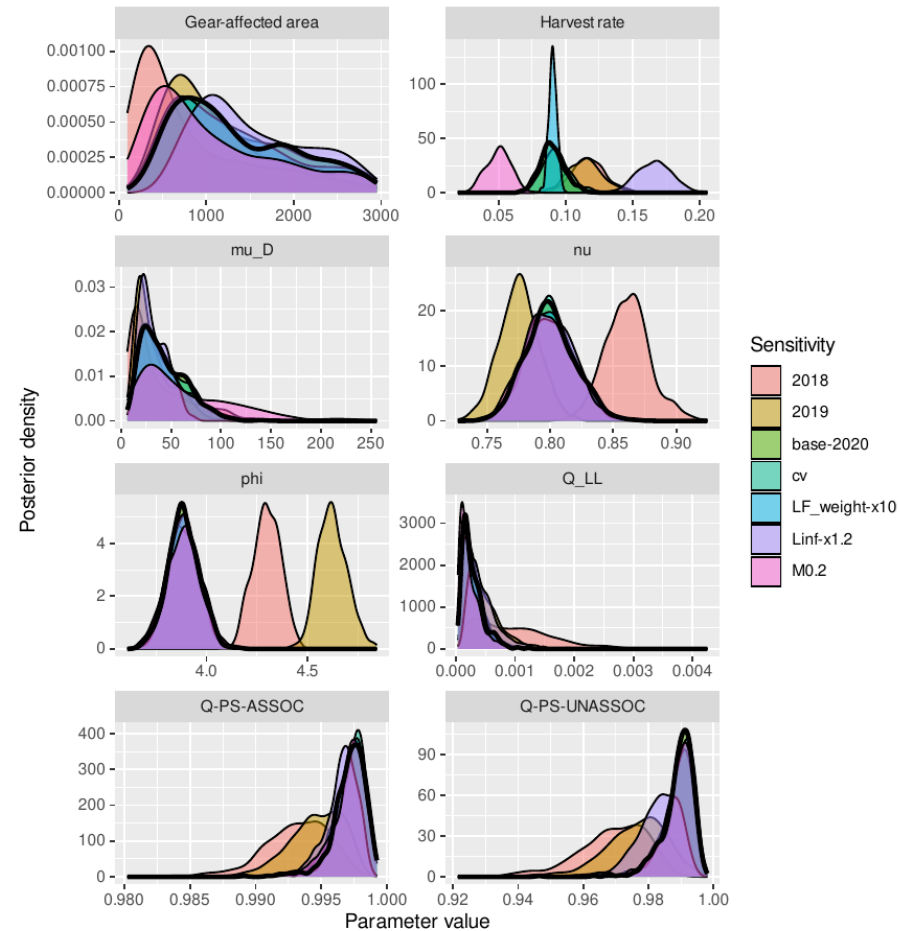 Gear-affected area
Harvest rate
0.00100
0.00075
0.00050
0.00025
0.00000
0 1000 2000 3000
100
50
0
0.05 0.10 0.15 0.20
mu_D
nu
0.03
0.02
0.01
0.00
0 50 100 150 200 250
20
10
0
0.75 0.80 0.85 0.90
phi
Q_LL
4
2
0
4.0 4.5
3000
2000
1000
0
0.000 0.001 0.002 0.003 0.004
Q-PS-ASSOC
Q-PS-UNASSOC
400
300
200
100
0
0.980 0.985 0.990 0.995 1.000
90
60
30
0
0.92 0.94 0.96 0.98 1.00
Posterior density
Parameter value
Sensitivity
2018
2019
base-2020
cv
LF_weight-x10
Linf-x1.2
M0.2